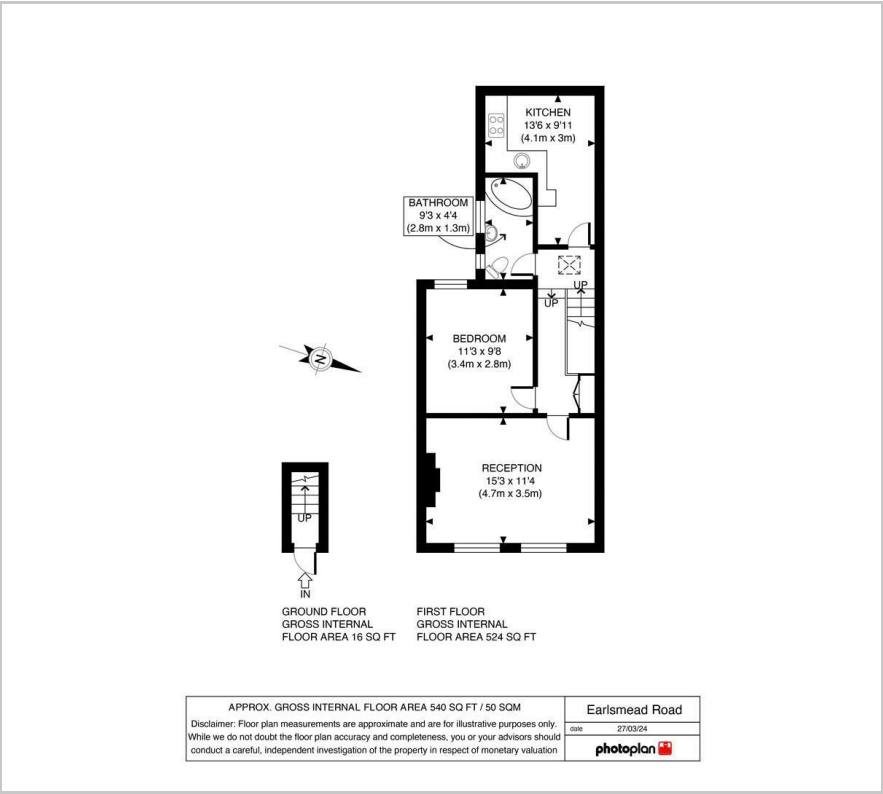 KITCHEN
13'6 x 9'11
(4.1m x 3m)
BATHROOM
9'3 x 4'4
(2.8m x 1.3m)
UP
UP
BEDROOM
11'3 x 9'8
(3.4m x 2.8m)
N
RECEPTION
15'3 x 11'4
(4.7m x 3.5m)
UP
IN
GROUND FLOOR
GROSS INTERNAL
FLOOR AREA 16 SQ FT
FIRST FLOOR
GROSS INTERNAL
FLOOR AREA 524 SQ FT
APPROX. GROSS INTERNAL FLOOR AREA 540 SQ FT / 50 SQM
Disclaimer: Floor plan measurements are approximate and are for illustrative purposes only.
While we do not doubt the floor plan accuracy and completeness, you or your advisors should
conduct a careful, independent investigation of the property in respect of monetary valuation
Earlsmead Road
date 27/03/24
photoplan